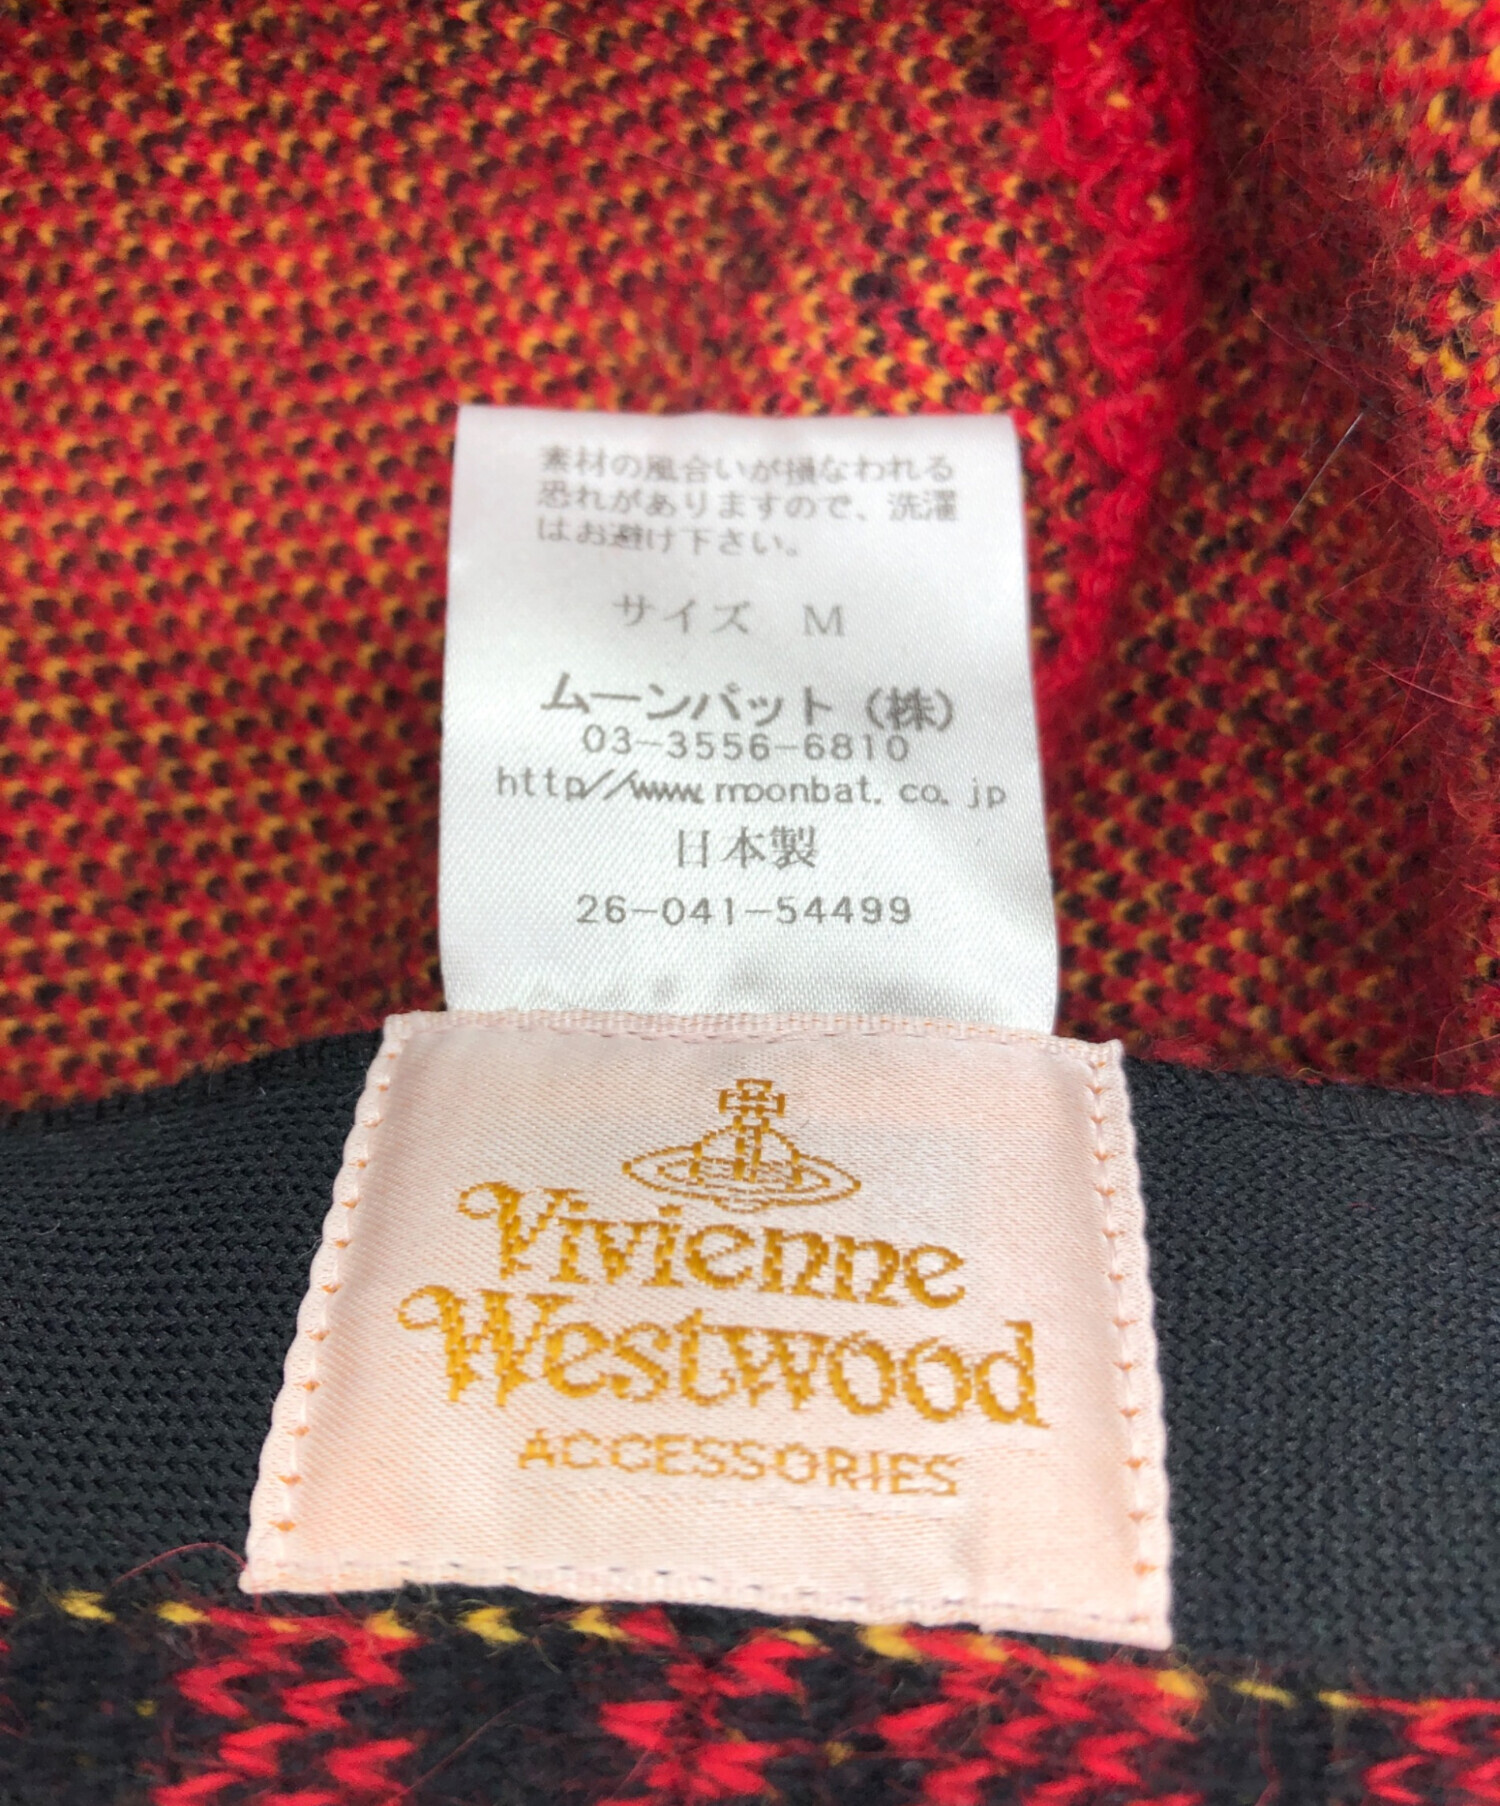 素材の風合いが損なわれる
恐れがありますので、洗濯
はお避け下さい。
サイズ M
ムーンバット（株）
03-3556-6810
http//www.moonbat.co.jp
日本製
26-041-54499
Vivienne
Westwood
ACCESSORIES